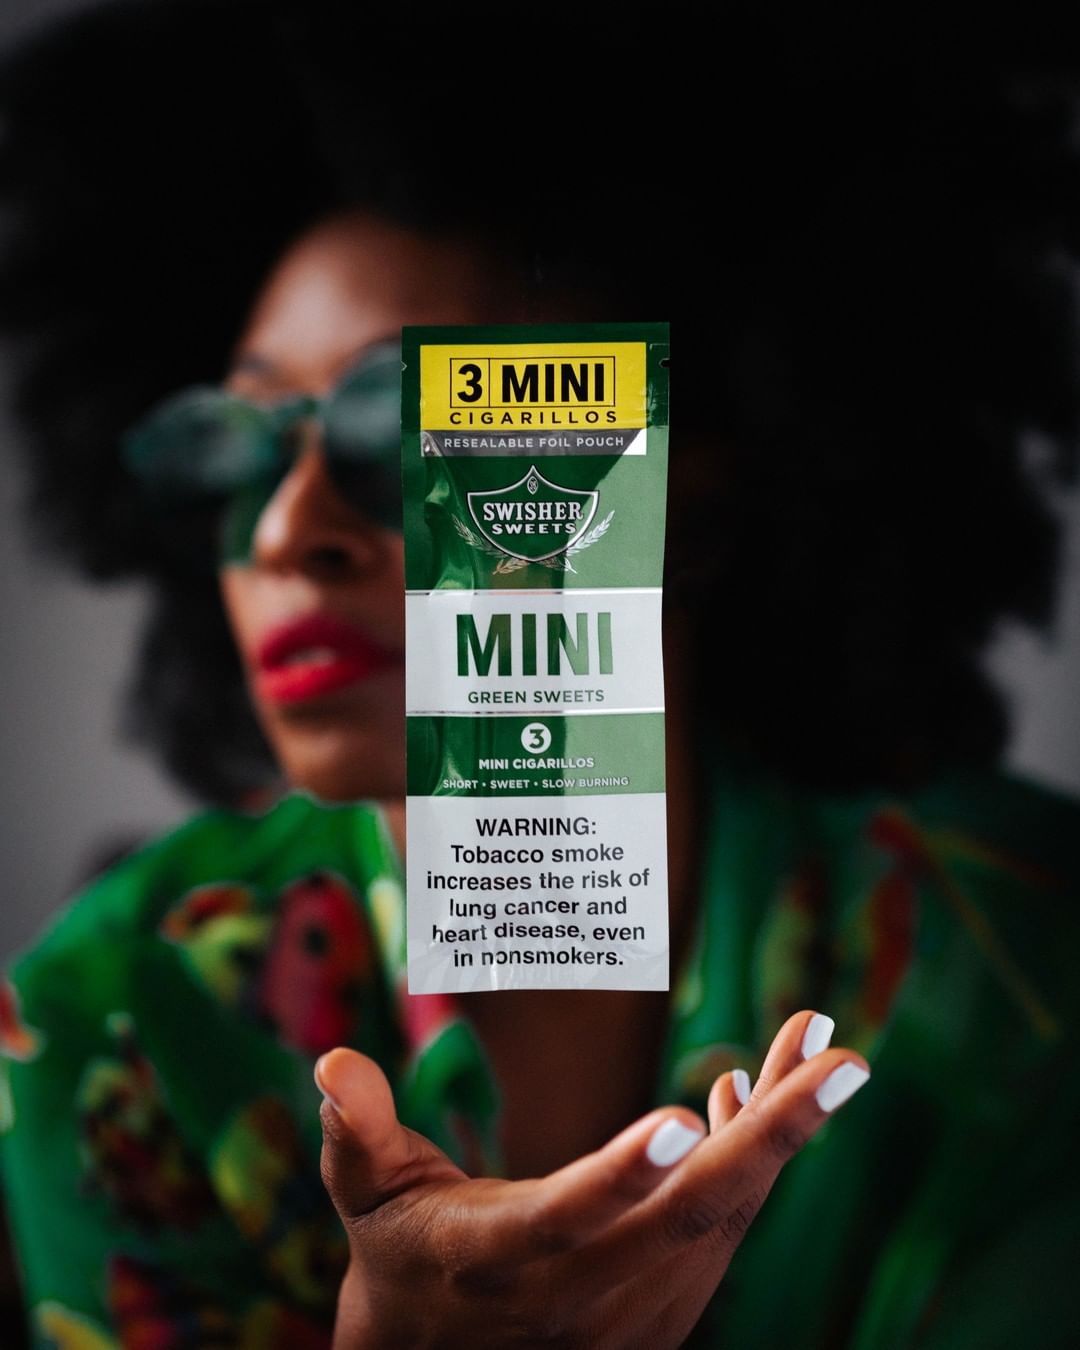 3 MINI
CIGARILLOS
RESEALABLE FOIL POUCH
SWISHER
SWEETS
MINI
GREEN SWEETS
3
MINI CIGARILLOS
SHORT • SWEET • SLOW BURNING
WARNING:
Tobacco smoke
increases the risk of
lung cancer and
heart disease, even
in nonsmokers.